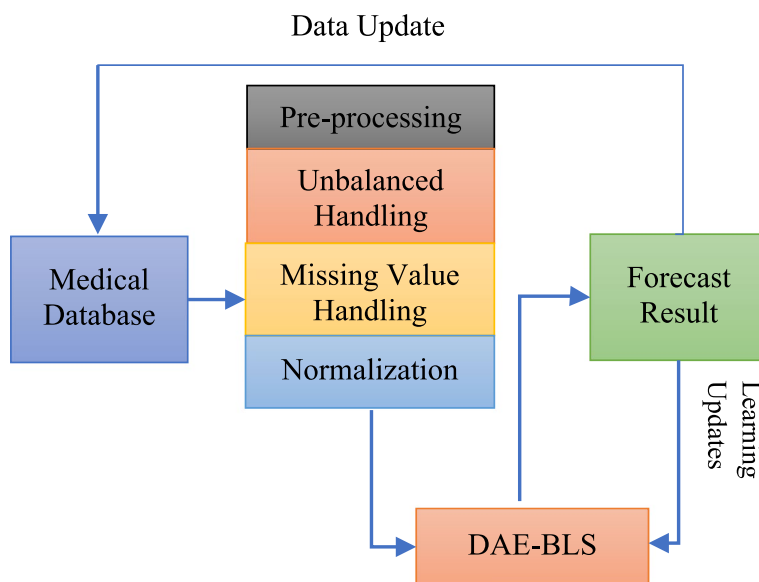 Data Update
Pre-processing
Unbalanced
Handling
Medical
Database
Missing Value
Handling
Forecast
Result
Normalization
Learning
Updates
DAE-BLS